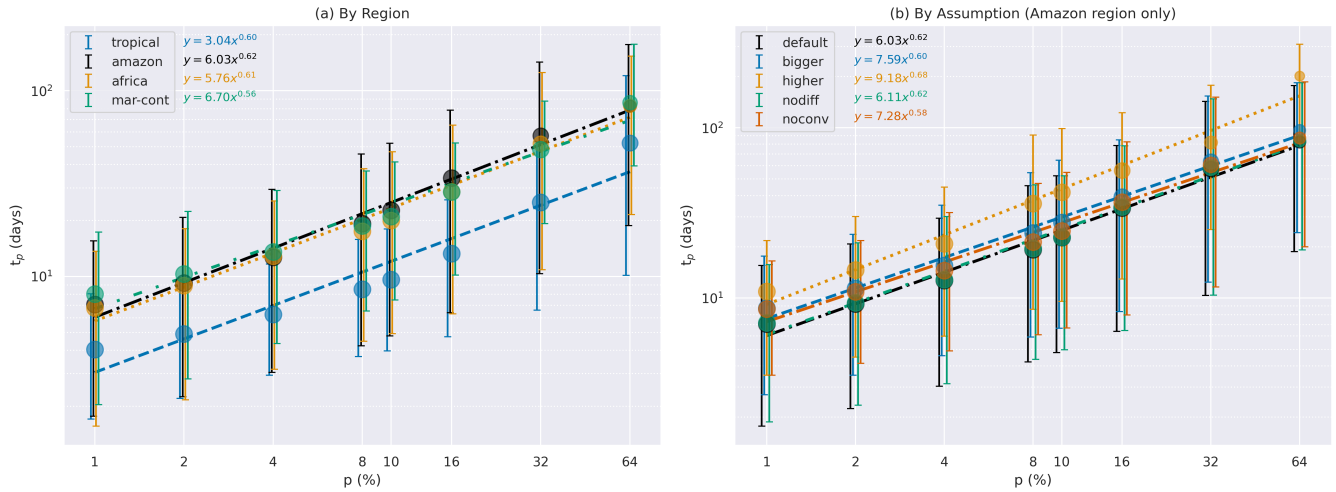 (a) By Region
tropical y = 3.04x^0.60
amazon y = 6.03x^0.62
africa y = 5.76x^0.61
mar-cont y = 6.70x^0.56
10^2
10^1
t_p (days)
1 2 4 8 10 16 32 64
p (%)
(b) By Assumption (Amazon region only)
default y = 6.03x^0.62
bigger y = 7.59x^0.60
higher y = 9.18x^0.68
nodiff y = 6.11x^0.62
noconv y = 7.28x^0.58
10^2
10^1
t_p (days)
1 2 4 8 10 16 32 64
p (%)